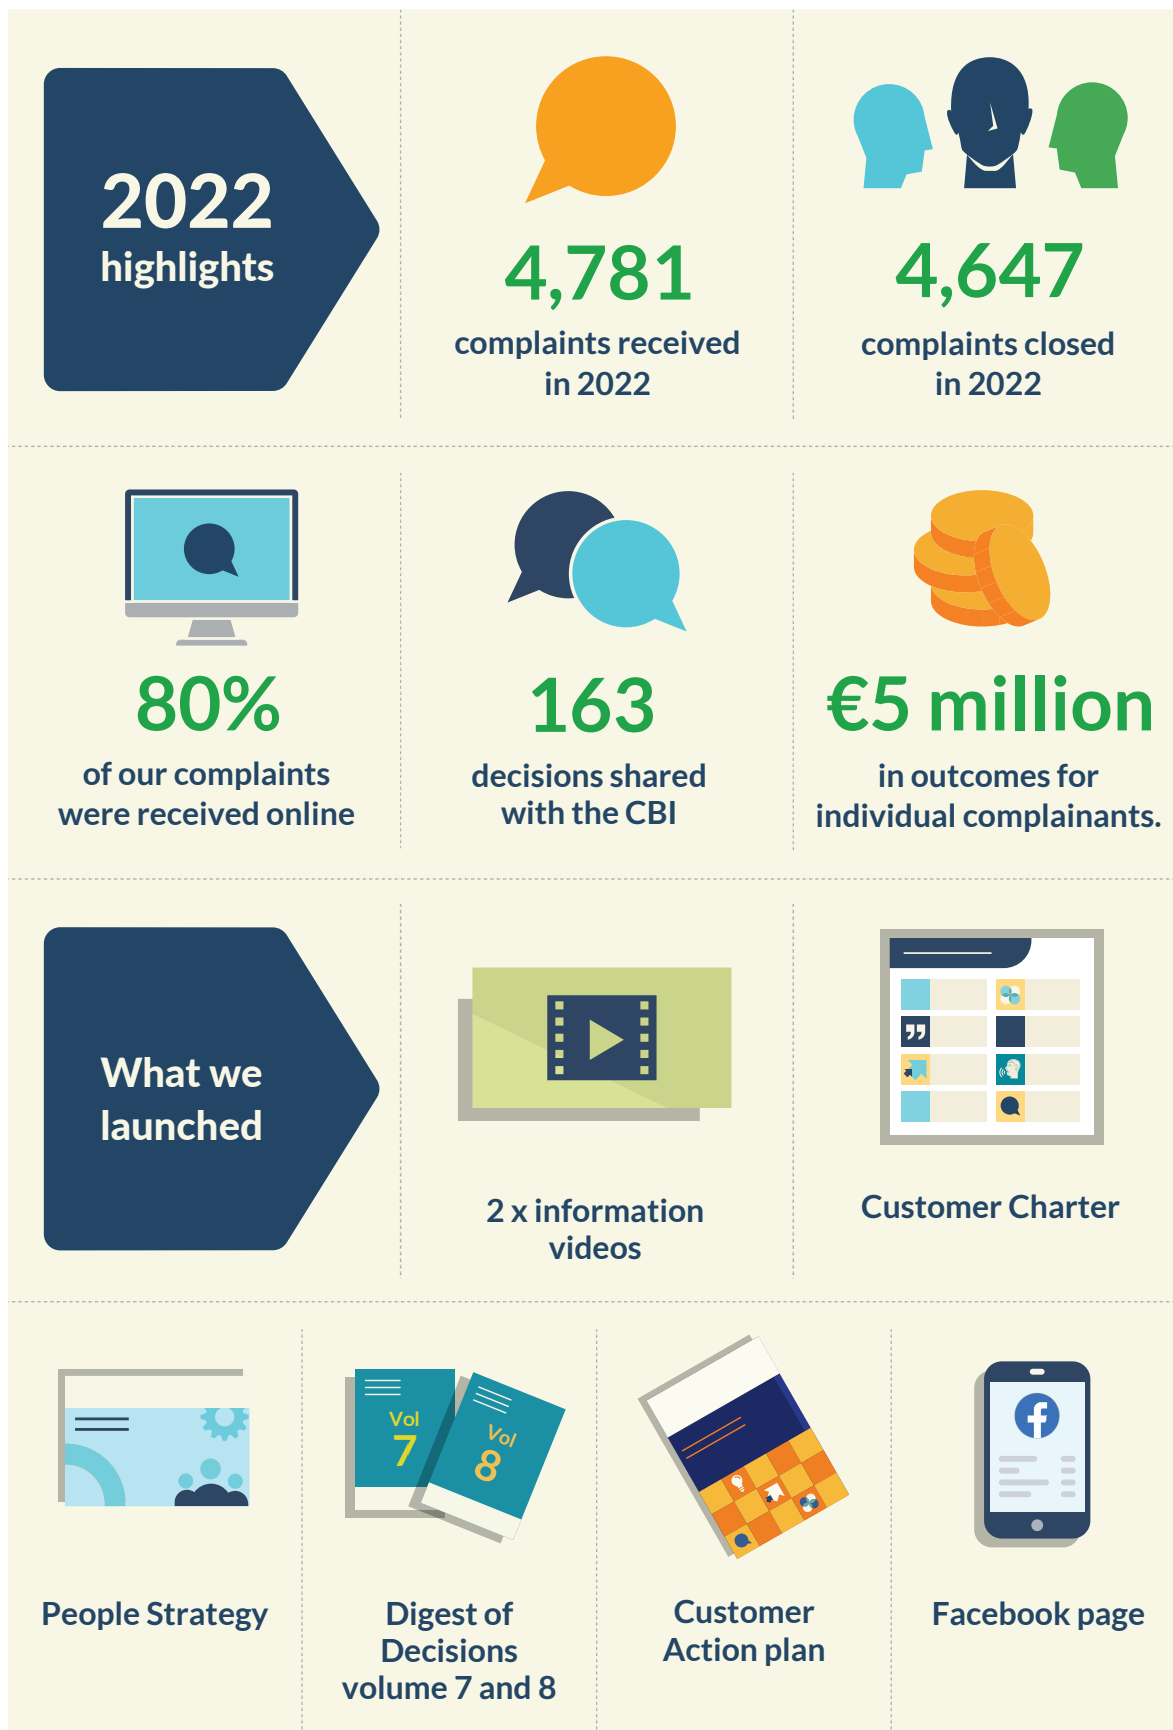 2022
highlights
4,781
complaints received
in 2022
4,647
complaints closed
in 2022
80%
of our complaints
were received online
163
decisions shared
with the CBI
€5 million
in outcomes for
individual complainants.
What we
launched
2 x information
videos
Customer Charter
People Strategy
Vol
7
Vol
8
Digest of
Decisions
volume 7 and 8
Customer
Action plan
Facebook page